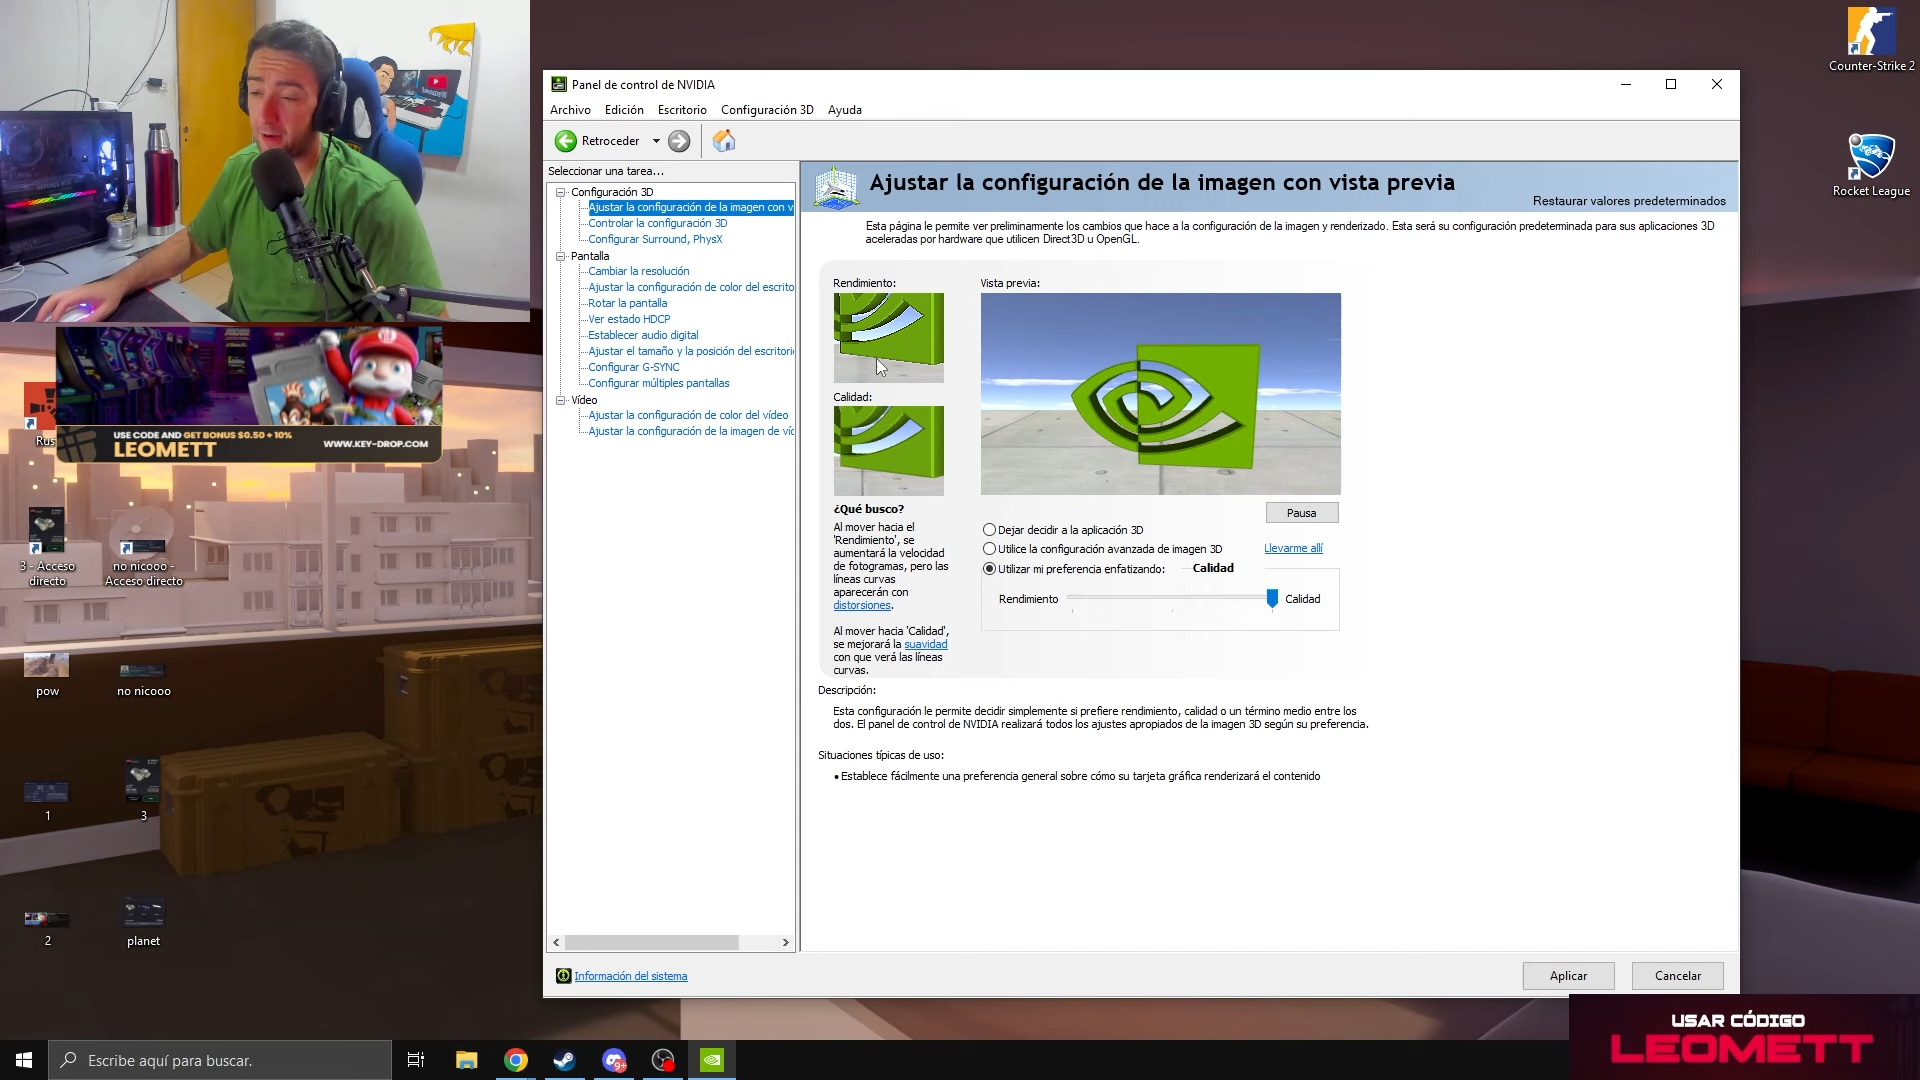 Counter-Strike 2
Rocket League
USE CODE AND GET BONUS $0.50 + 10%
LEOMETT
WWW.KEY-DROP.COM
Rus
3 - Acceso
directo
no nicooo -
Acceso directo
pow
no nicooo
1
3
2
planet
Panel de control de NVIDIA
Archivo
Edición
Escritorio
Configuración 3D
Ayuda
Retroceder
Seleccionar una tarea...
Configuración 3D
Ajustar la configuración de la imagen con v
Controlar la configuración 3D
Configurar Surround, PhysX
Pantalla
Cambiar la resolución
Ajustar la configuración de color del escrito
Rotar la pantalla
Ver estado HDCP
Establecer audio digital
Ajustar el tamaño y la posición del escritori
Configurar G-SYNC
Configurar múltiples pantallas
Vídeo
Ajustar la configuración de color del vídeo
Ajustar la configuración de la imagen de víd
Información del sistema
Ajustar la configuración de la imagen con vista previa
Restaurar valores predeterminados
Esta página le permite ver preliminarmente los cambios que hace a la configuración de la imagen y renderizado. Esta será su configuración predeterminada para sus aplicaciones 3D
aceleradas por hardware que utilicen Direct3D u OpenGL.
Rendimiento:
Vista previa:
Calidad:
¿Qué busco?
Al mover hacia el
'Rendimiento', se
aumentará la velocidad
de fotogramas, pero las
líneas curvas
aparecerán con
distorsiones.
Al mover hacia 'Calidad',
se mejorará la suavidad
con que verá las líneas
curvas.
Pausa
Dejar decidir a la aplicación 3D
Utilice la configuración avanzada de imagen 3D
Llevarme allí
Utilizar mi preferencia enfatizando:
Calidad
Rendimiento
Calidad
Descripción:
Esta configuración le permite decidir simplemente si prefiere rendimiento, calidad o un término medio entre los
dos. El panel de control de NVIDIA realizará todos los ajustes apropiados de la imagen 3D según su preferencia.
Situaciones típicas de uso:
•Establece fácilmente una preferencia general sobre cómo su tarjeta gráfica renderizará el contenido
Aplicar
Cancelar
USAR CÓDIGO
LEOMETT
Escribe aquí para buscar.
9+